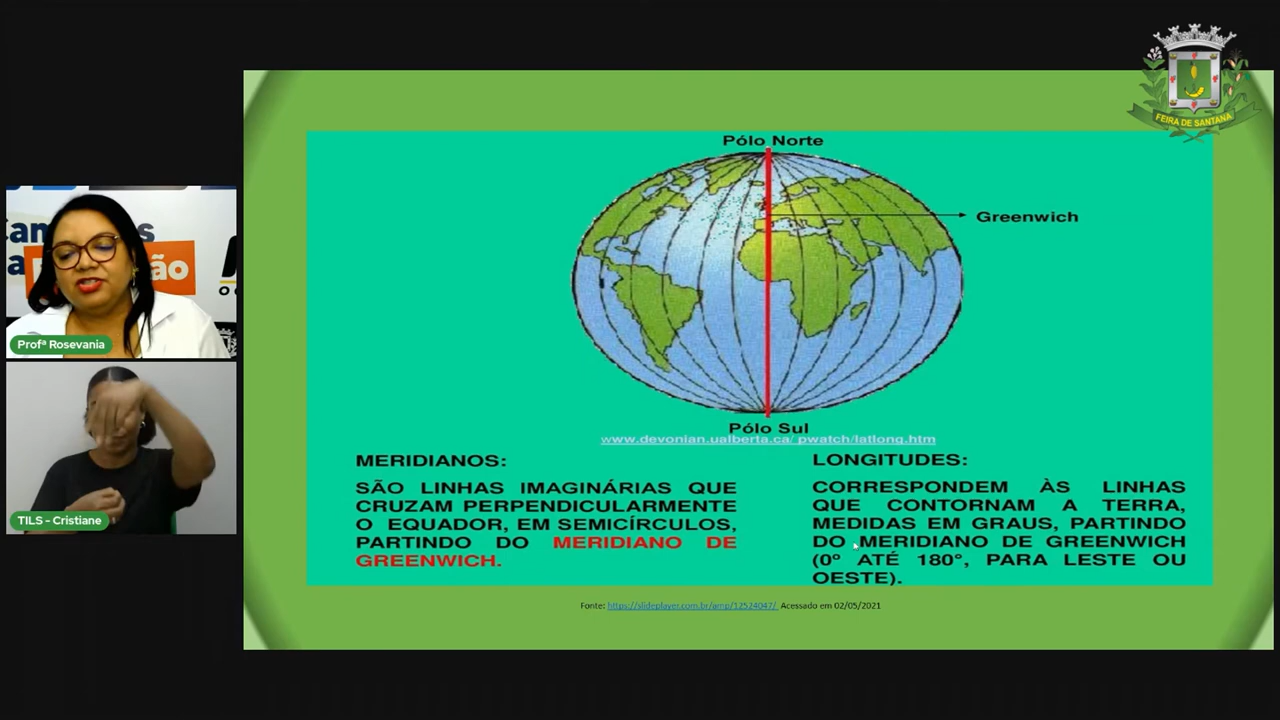 FEIRA DE SANTANA
Profª Rosevania
TILS - Cristiane
Pólo Norte
Greenwich
Pólo Sul
www.devonian.ualberta.ca/ pwatch/latlong.htm
MERIDIANOS:
SÃO LINHAS IMAGINÁRIAS QUE
CRUZAM PERPENDICULARMENTE
O EQUADOR, EM SEMICÍRCULOS,
PARTINDO DO MERIDIANO DE
GREENWICH.
LONGITUDES:
CORRESPONDEM ÀS LINHAS
QUE CONTORNAM A TERRA,
MEDIDAS EM GRAUS, PARTINDO
DO MERIDIANO DE GREENWICH
(0º ATÉ 180°, PARA LESTE OU
OESTE).
Fonte: https://slideplayer.com.br/amp/12524047/ Acessado em 02/05/2021